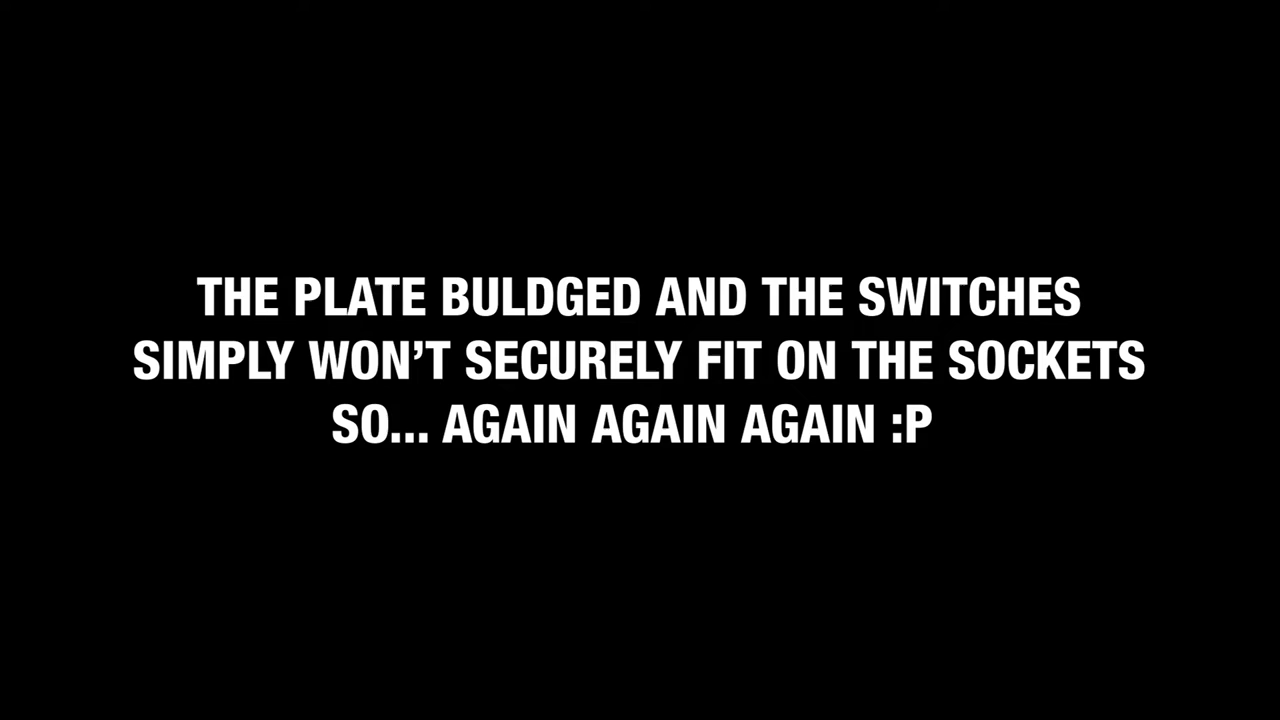 THE PLATE BULDGED AND THE SWITCHES
SIMPLY WON’T SECURELY FIT ON THE SOCKETS
SO... AGAIN AGAIN AGAIN :P